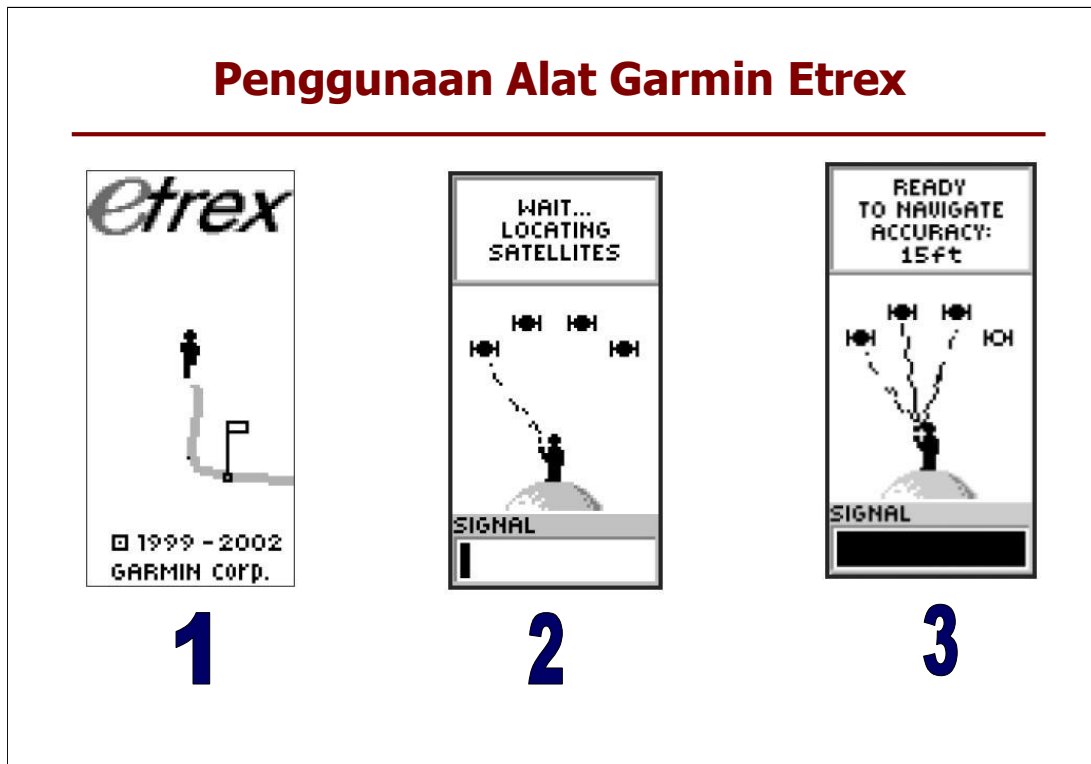 Penggunaan Alat Garmin Etrex
etrex
1999 - 2002
GARMIN corp.
1
WAIT...
LOCATING
SATELLITES
SIGNAL
2
READY
TO NAVIGATE
ACCURACY:
15ft
SIGNAL
3